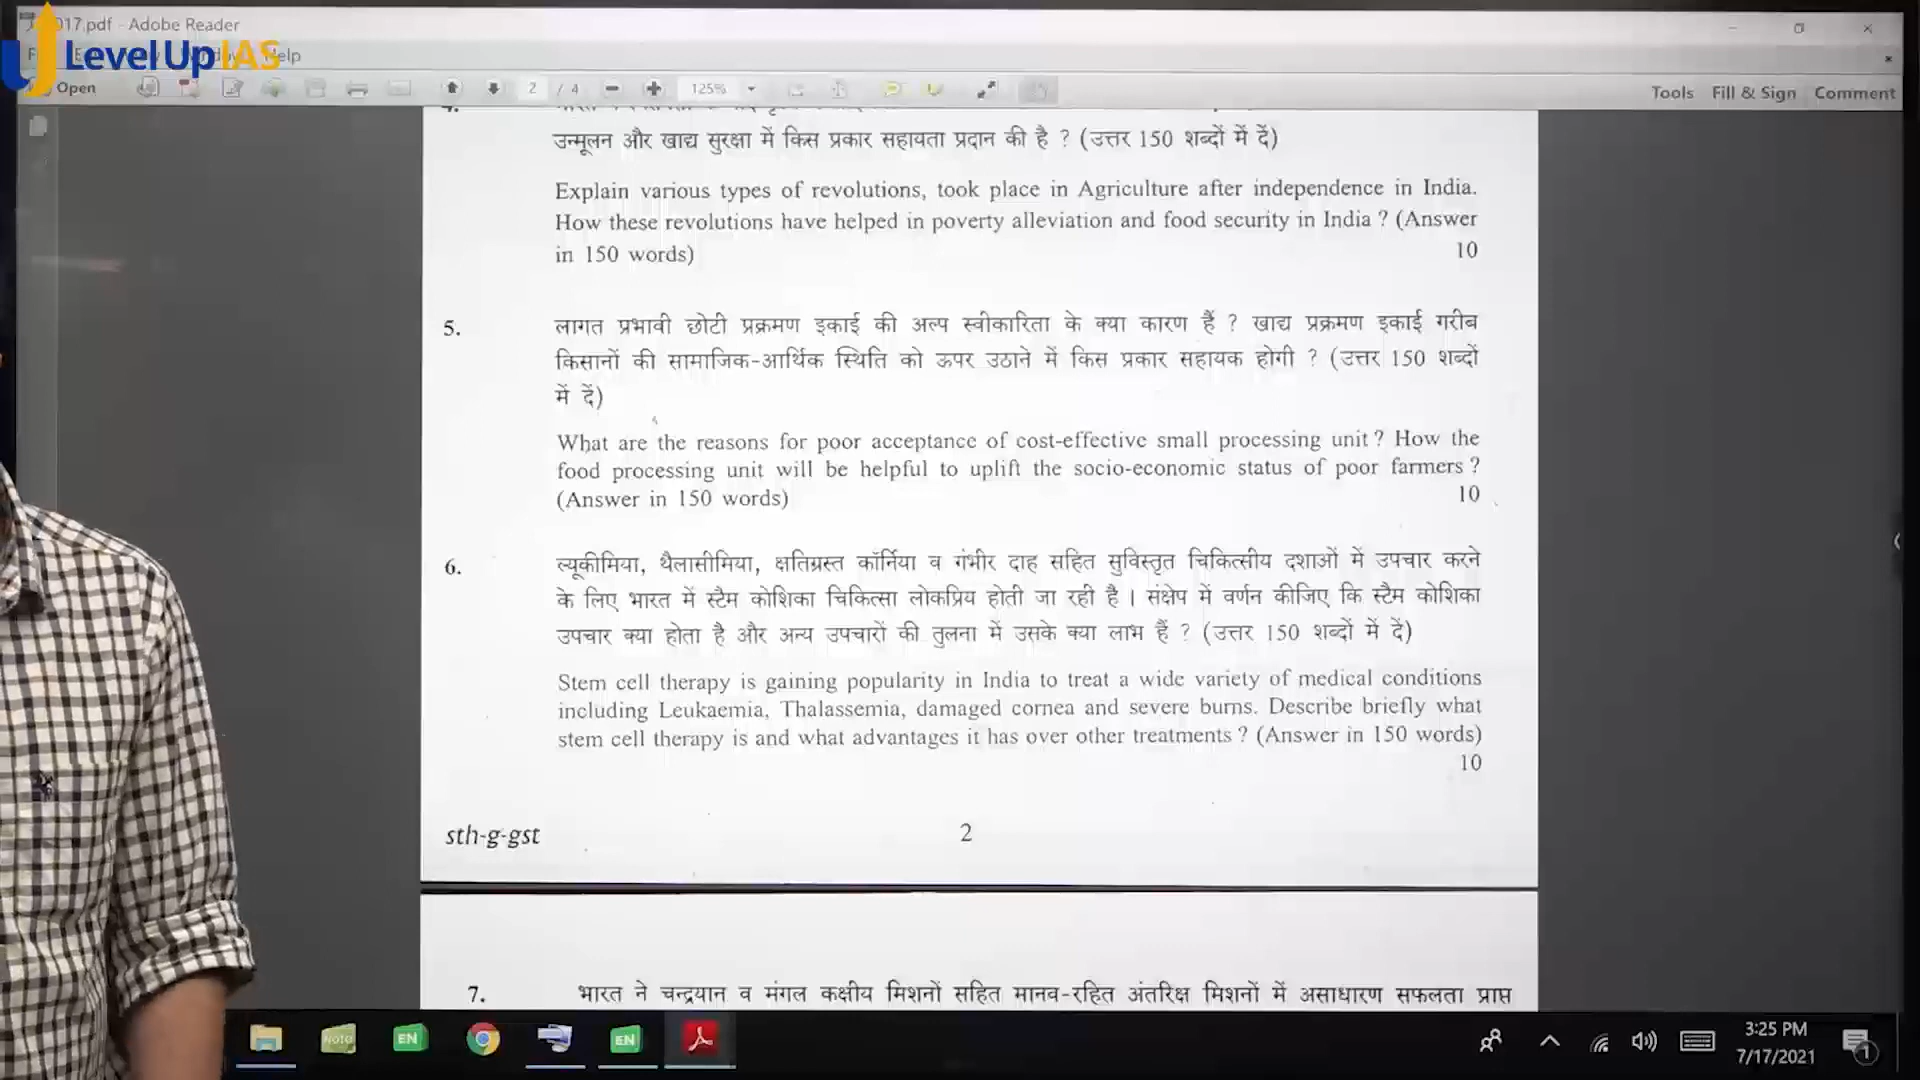 017.pdf - Adobe Reader
LevelUp IAS
Help
Open
2 / 4
125%
Tools Fill & Sign Comment
उन्मूलन और खाद्य सुरक्षा में किस प्रकार सहायता प्रदान की है ? (उत्तर 150 शब्दों में दें)
Explain various types of revolutions, took place in Agriculture after independence in India.
How these revolutions have helped in poverty alleviation and food security in India ? (Answer
in 150 words) 10
5. लागत प्रभावी छोटी प्रक्रमण इकाई की अल्प स्वीकारिता के क्या कारण हैं ? खाद्य प्रक्रमण इकाई गरीब
किसानों की सामाजिक-आर्थिक स्थिति को ऊपर उठाने में किस प्रकार सहायक होगी ? (उत्तर 150 शब्दों
में दें)
What are the reasons for poor acceptance of cost-effective small processing unit ? How the
food processing unit will be helpful to uplift the socio-economic status of poor farmers ?
(Answer in 150 words) 10
6. ल्यूकीमिया, थैलासीमिया, क्षतिग्रस्त कॉर्निया व गंभीर दाह सहित सुविस्तृत चिकित्सीय दशाओं में उपचार करने
के लिए भारत में स्टैम कोशिका चिकित्सा लोकप्रिय होती जा रही है । संक्षेप में वर्णन कीजिए कि स्टैम कोशिका
उपचार क्या होता है और अन्य उपचारों की तुलना में उसके क्या लाभ हैं ? (उत्तर 150 शब्दों में दें)
Stem cell therapy is gaining popularity in India to treat a wide variety of medical conditions
including Leukaemia, Thalassemia, damaged cornea and severe burns. Describe briefly what
stem cell therapy is and what advantages it has over other treatments ? (Answer in 150 words)
10
sth-g-gst 2
7. भारत ने चन्द्रयान व मंगल कक्षीय मिशनों सहित मानव-रहित अंतरिक्ष मिशनों में असाधारण सफलता प्राप्त
Note
EN
EN
3:25 PM
7/17/2021
1